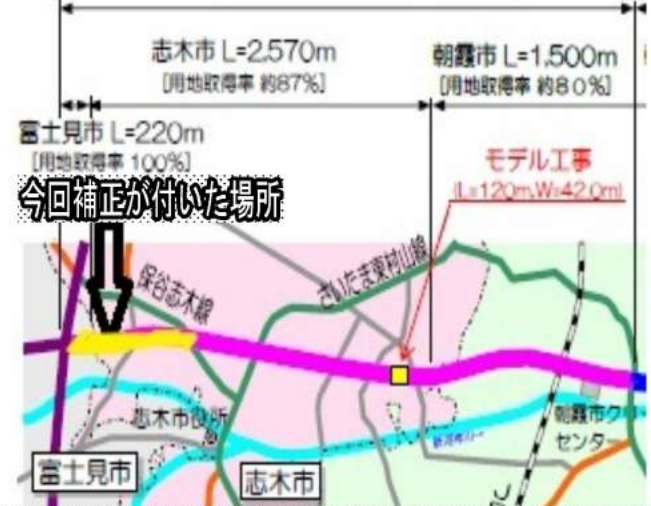 志木市 L=2,570m
[用地取得率 約87%]
朝霞市 L=1,500m
[用地取得率 約80%]
富士見市 L=220m
[用地取得率 100%]
今回補正が付いた場所
モデル工事
(L=120m,W=42.0m)
保谷志木線
さいたま東村山線
志木市役所
朝霞市ク
センター
富士見市
志木市